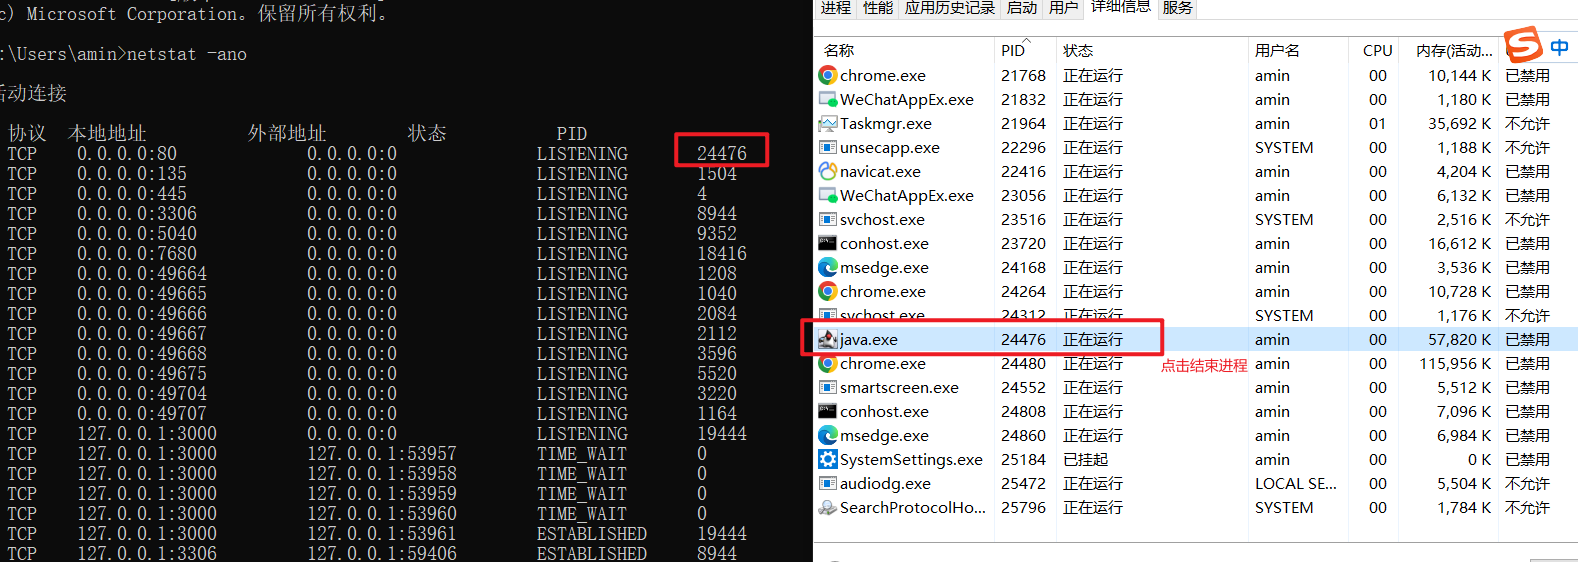 c) Microsoft Corporation。保留所有权利。
:\Users\amin>netstat -ano
活动连接
协议 本地地址 外部地址 状态 PID
TCP 0.0.0.0:80 0.0.0.0:0 LISTENING 24476
TCP 0.0.0.0:135 0.0.0.0:0 LISTENING 1504
TCP 0.0.0.0:445 0.0.0.0:0 LISTENING 4
TCP 0.0.0.0:3306 0.0.0.0:0 LISTENING 8944
TCP 0.0.0.0:5040 0.0.0.0:0 LISTENING 9352
TCP 0.0.0.0:7680 0.0.0.0:0 LISTENING 18416
TCP 0.0.0.0:49664 0.0.0.0:0 LISTENING 1208
TCP 0.0.0.0:49665 0.0.0.0:0 LISTENING 1040
TCP 0.0.0.0:49666 0.0.0.0:0 LISTENING 2084
TCP 0.0.0.0:49667 0.0.0.0:0 LISTENING 2112
TCP 0.0.0.0:49668 0.0.0.0:0 LISTENING 3596
TCP 0.0.0.0:49675 0.0.0.0:0 LISTENING 5520
TCP 0.0.0.0:49704 0.0.0.0:0 LISTENING 3220
TCP 0.0.0.0:49707 0.0.0.0:0 LISTENING 1164
TCP 127.0.0.1:3000 0.0.0.0:0 LISTENING 19444
TCP 127.0.0.1:3000 127.0.0.1:53957 TIME_WAIT 0
TCP 127.0.0.1:3000 127.0.0.1:53958 TIME_WAIT 0
TCP 127.0.0.1:3000 127.0.0.1:53959 TIME_WAIT 0
TCP 127.0.0.1:3000 127.0.0.1:53960 TIME_WAIT 0
TCP 127.0.0.1:3000 127.0.0.1:53961 ESTABLISHED 19444
TCP 127.0.0.1:3306 127.0.0.1:59406 ESTABLISHED 8944
进程 性能 应用历史记录 启动 用户 详细信息 服务
名称 PID 状态 用户名 CPU 内存(活动...
S 中
chrome.exe 21768 正在运行 amin 00 10,144 K 已禁用
WeChatAppEx.exe 21832 正在运行 amin 00 1,180 K 已禁用
Taskmgr.exe 21964 正在运行 amin 01 35,692 K 不允许
unsecapp.exe 22296 正在运行 SYSTEM 00 1,188 K 不允许
navicat.exe 22416 正在运行 amin 00 4,204 K 已禁用
WeChatAppEx.exe 23056 正在运行 amin 00 6,132 K 已禁用
svchost.exe 23516 正在运行 SYSTEM 00 2,516 K 不允许
conhost.exe 23720 正在运行 amin 00 16,612 K 已禁用
msedge.exe 24168 正在运行 amin 00 3,536 K 已禁用
chrome.exe 24264 正在运行 amin 00 10,728 K 已禁用
svchost.exe 24312 正在运行 SYSTEM 00 1,176 K 不允许
java.exe 24476 正在运行 amin 00 57,820 K 已禁用
chrome.exe 24480 正在运行 amin 00 115,956 K 已禁用
点击结束进程
smartscreen.exe 24552 正在运行 amin 00 5,512 K 已禁用
conhost.exe 24808 正在运行 amin 00 7,096 K 已禁用
msedge.exe 24860 正在运行 amin 00 6,984 K 已禁用
SystemSettings.exe 25184 已挂起 amin 00 0 K 已禁用
audiodg.exe 25472 正在运行 LOCAL SE... 00 5,504 K 不允许
SearchProtocolHo... 25796 正在运行 SYSTEM 00 1,784 K 不允许